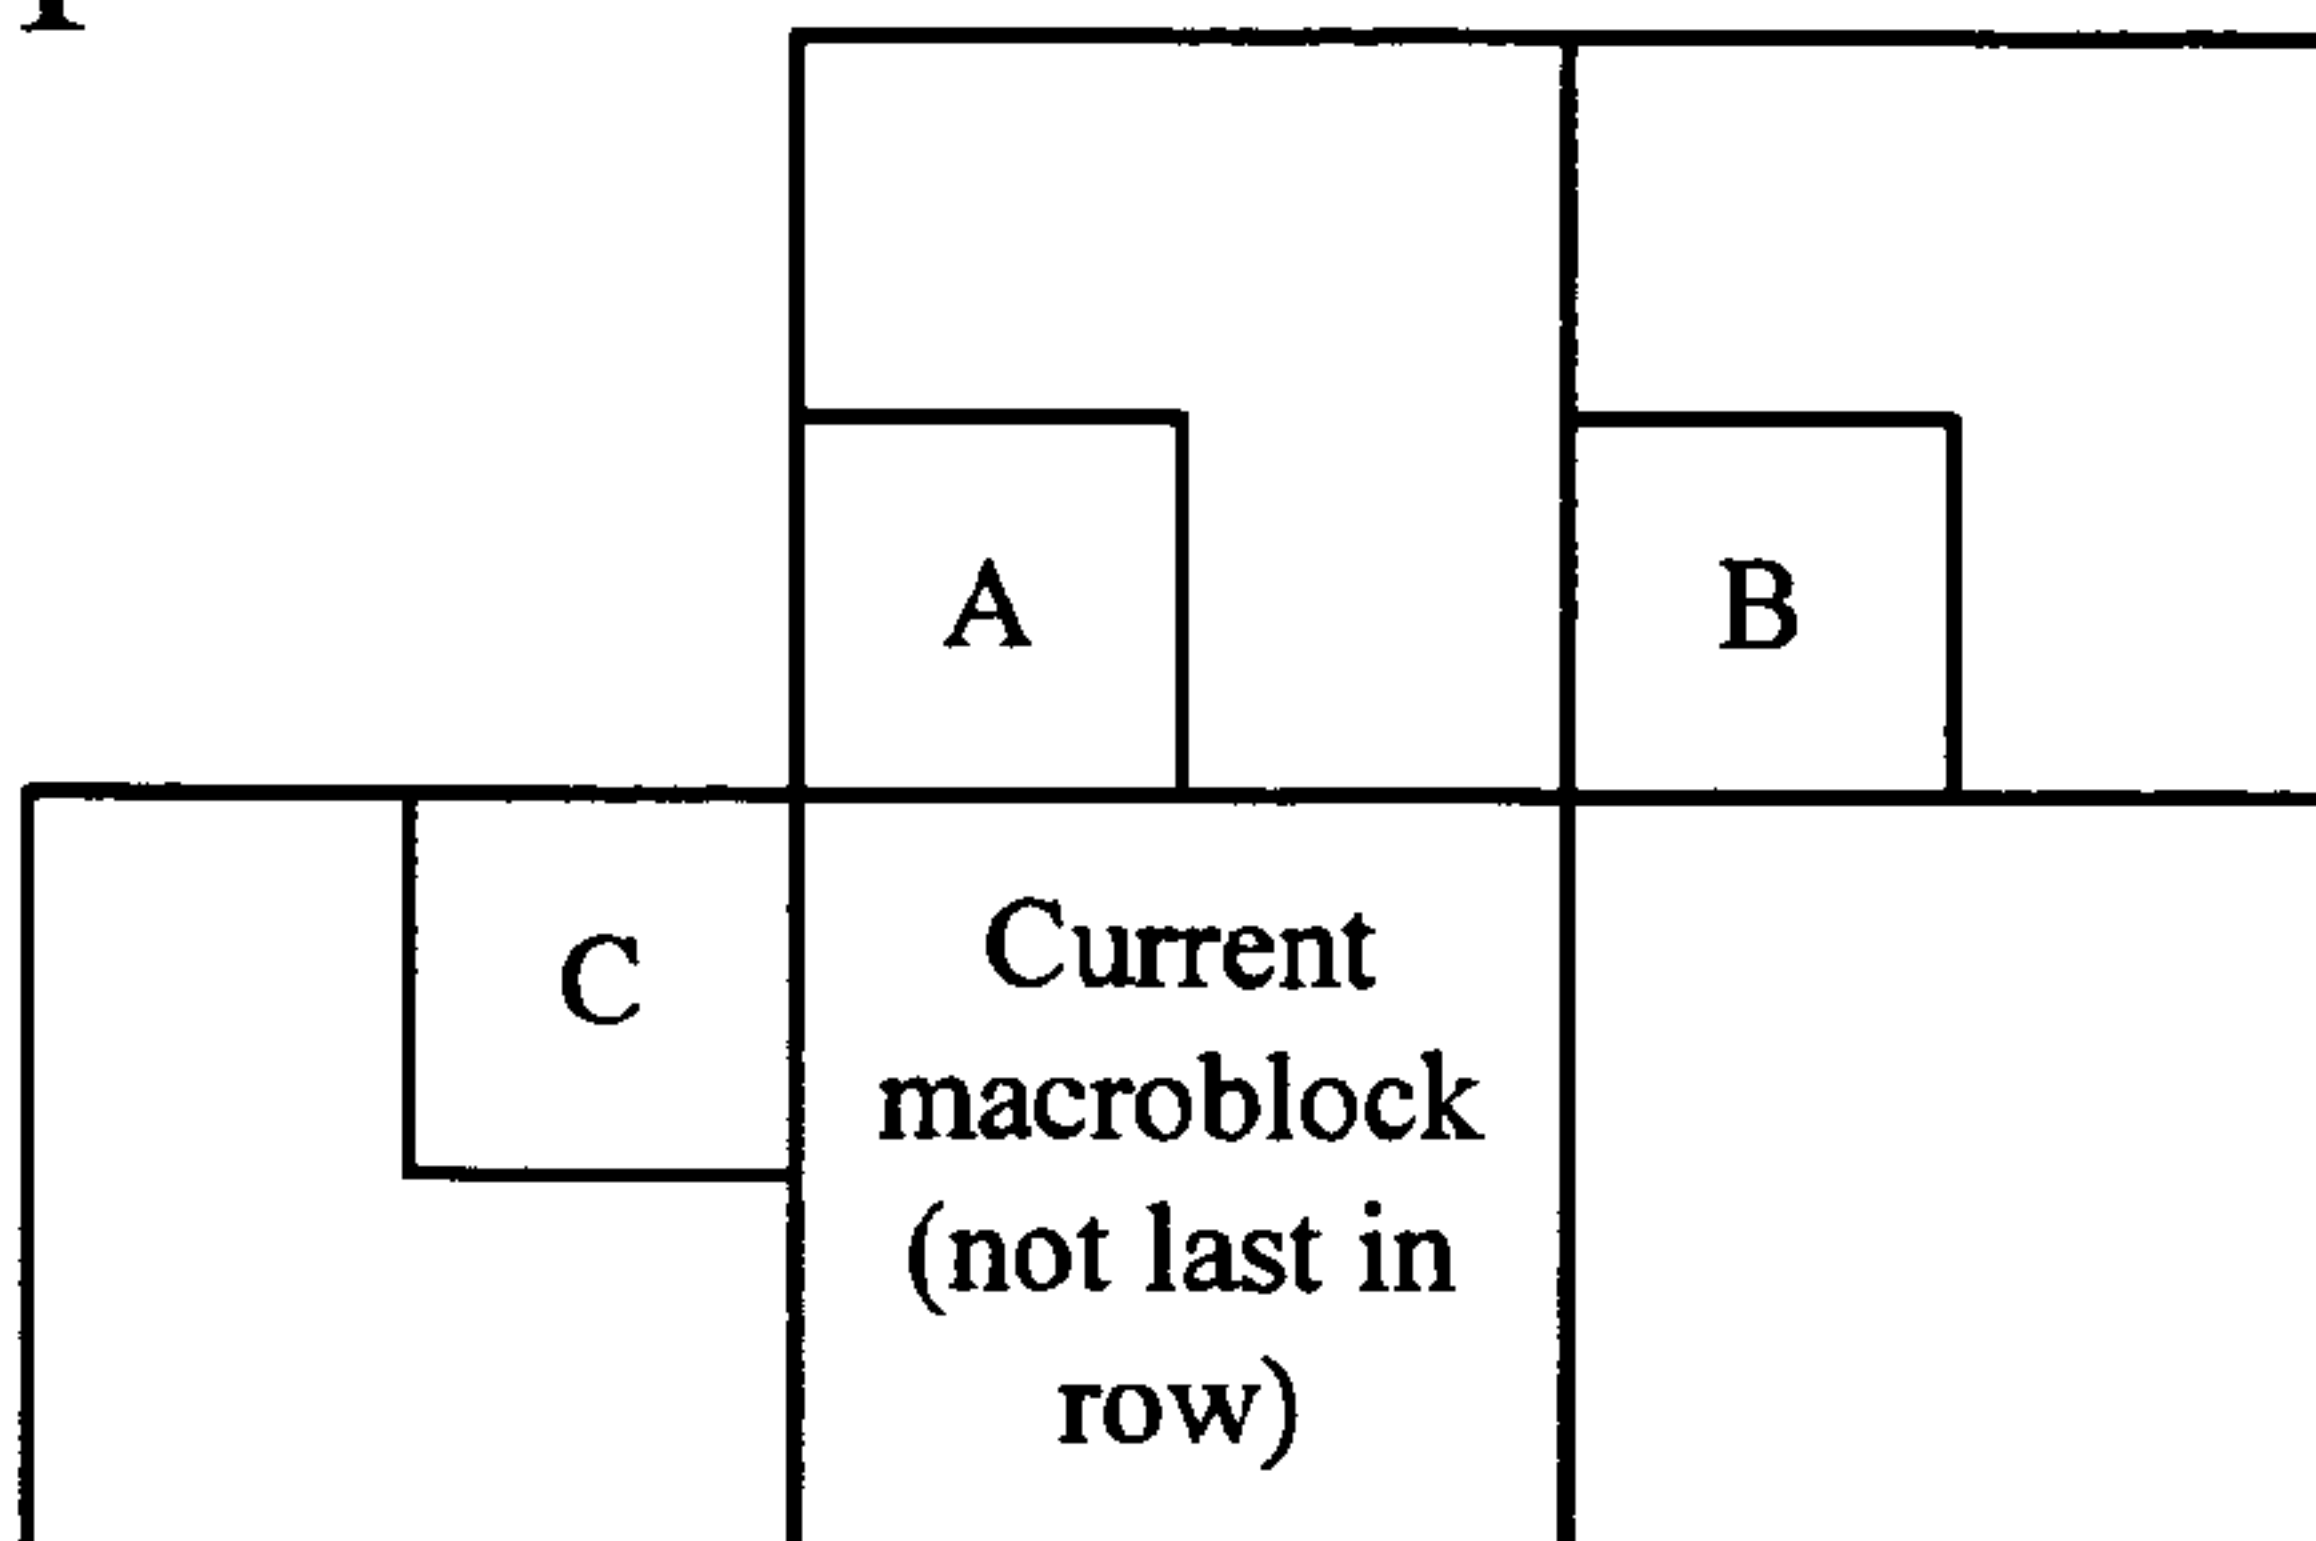 A
B
C
Current
macroblock
(not last in
row)